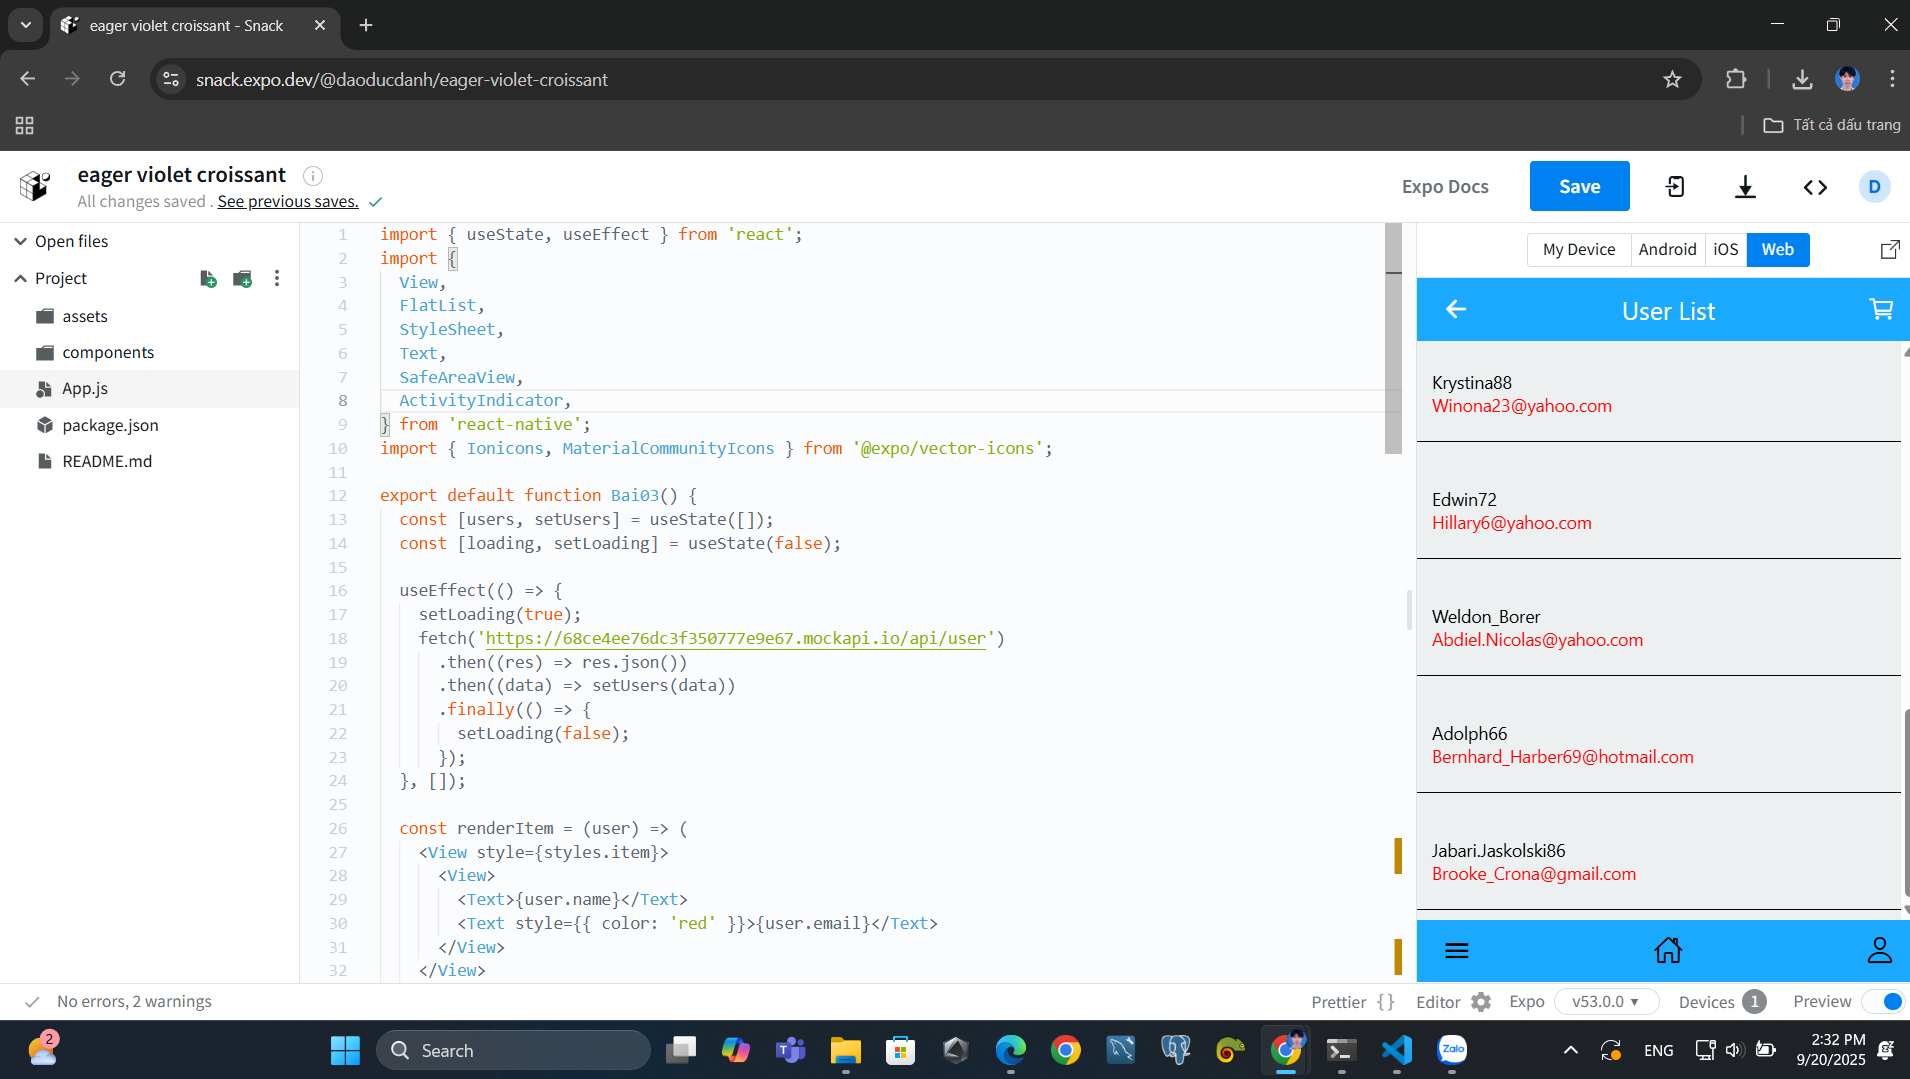 eager violet croissant - Snack
snack.expo.dev/@daoducdanh/eager-violet-croissant
Tất cả dấu trang
eager violet croissant
All changes saved . See previous saves.
Expo Docs
Save
D
Open files
Project
assets
components
App.js
package.json
README.md
1 import { useState, useEffect } from 'react';
2 import {
3 View,
4 FlatList,
5 StyleSheet,
6 Text,
7 SafeAreaView,
8 ActivityIndicator,
9 } from 'react-native';
10 import { Ionicons, MaterialCommunityIcons } from '@expo/vector-icons';
11
12 export default function Bai03() {
13 const [users, setUsers] = useState([]);
14 const [loading, setLoading] = useState(false);
15
16 useEffect(() => {
17 setLoading(true);
18 fetch('https://68ce4ee76dc3f350777e9e67.mockapi.io/api/user')
19 .then((res) => res.json())
20 .then((data) => setUsers(data))
21 .finally(() => {
22 setLoading(false);
23 });
24 }, []);
25
26 const renderItem = (user) => (
27 <View style={styles.item}>
28 <View>
29 <Text>{user.name}</Text>
30 <Text style={{ color: 'red' }}>{user.email}</Text>
31 </View>
32 </View>
My Device
Android
iOS
Web
User List
Krystina88
Winona23@yahoo.com
Edwin72
Hillary6@yahoo.com
Weldon_Borer
Abdiel.Nicolas@yahoo.com
Adolph66
Bernhard_Harber69@hotmail.com
Jabari.Jaskolski86
Brooke_Crona@gmail.com
No errors, 2 warnings
Prettier { }
Editor
Expo
v53.0.0
Devices 1
Preview
2
Search
Zalo
ENG
2:32 PM
9/20/2025